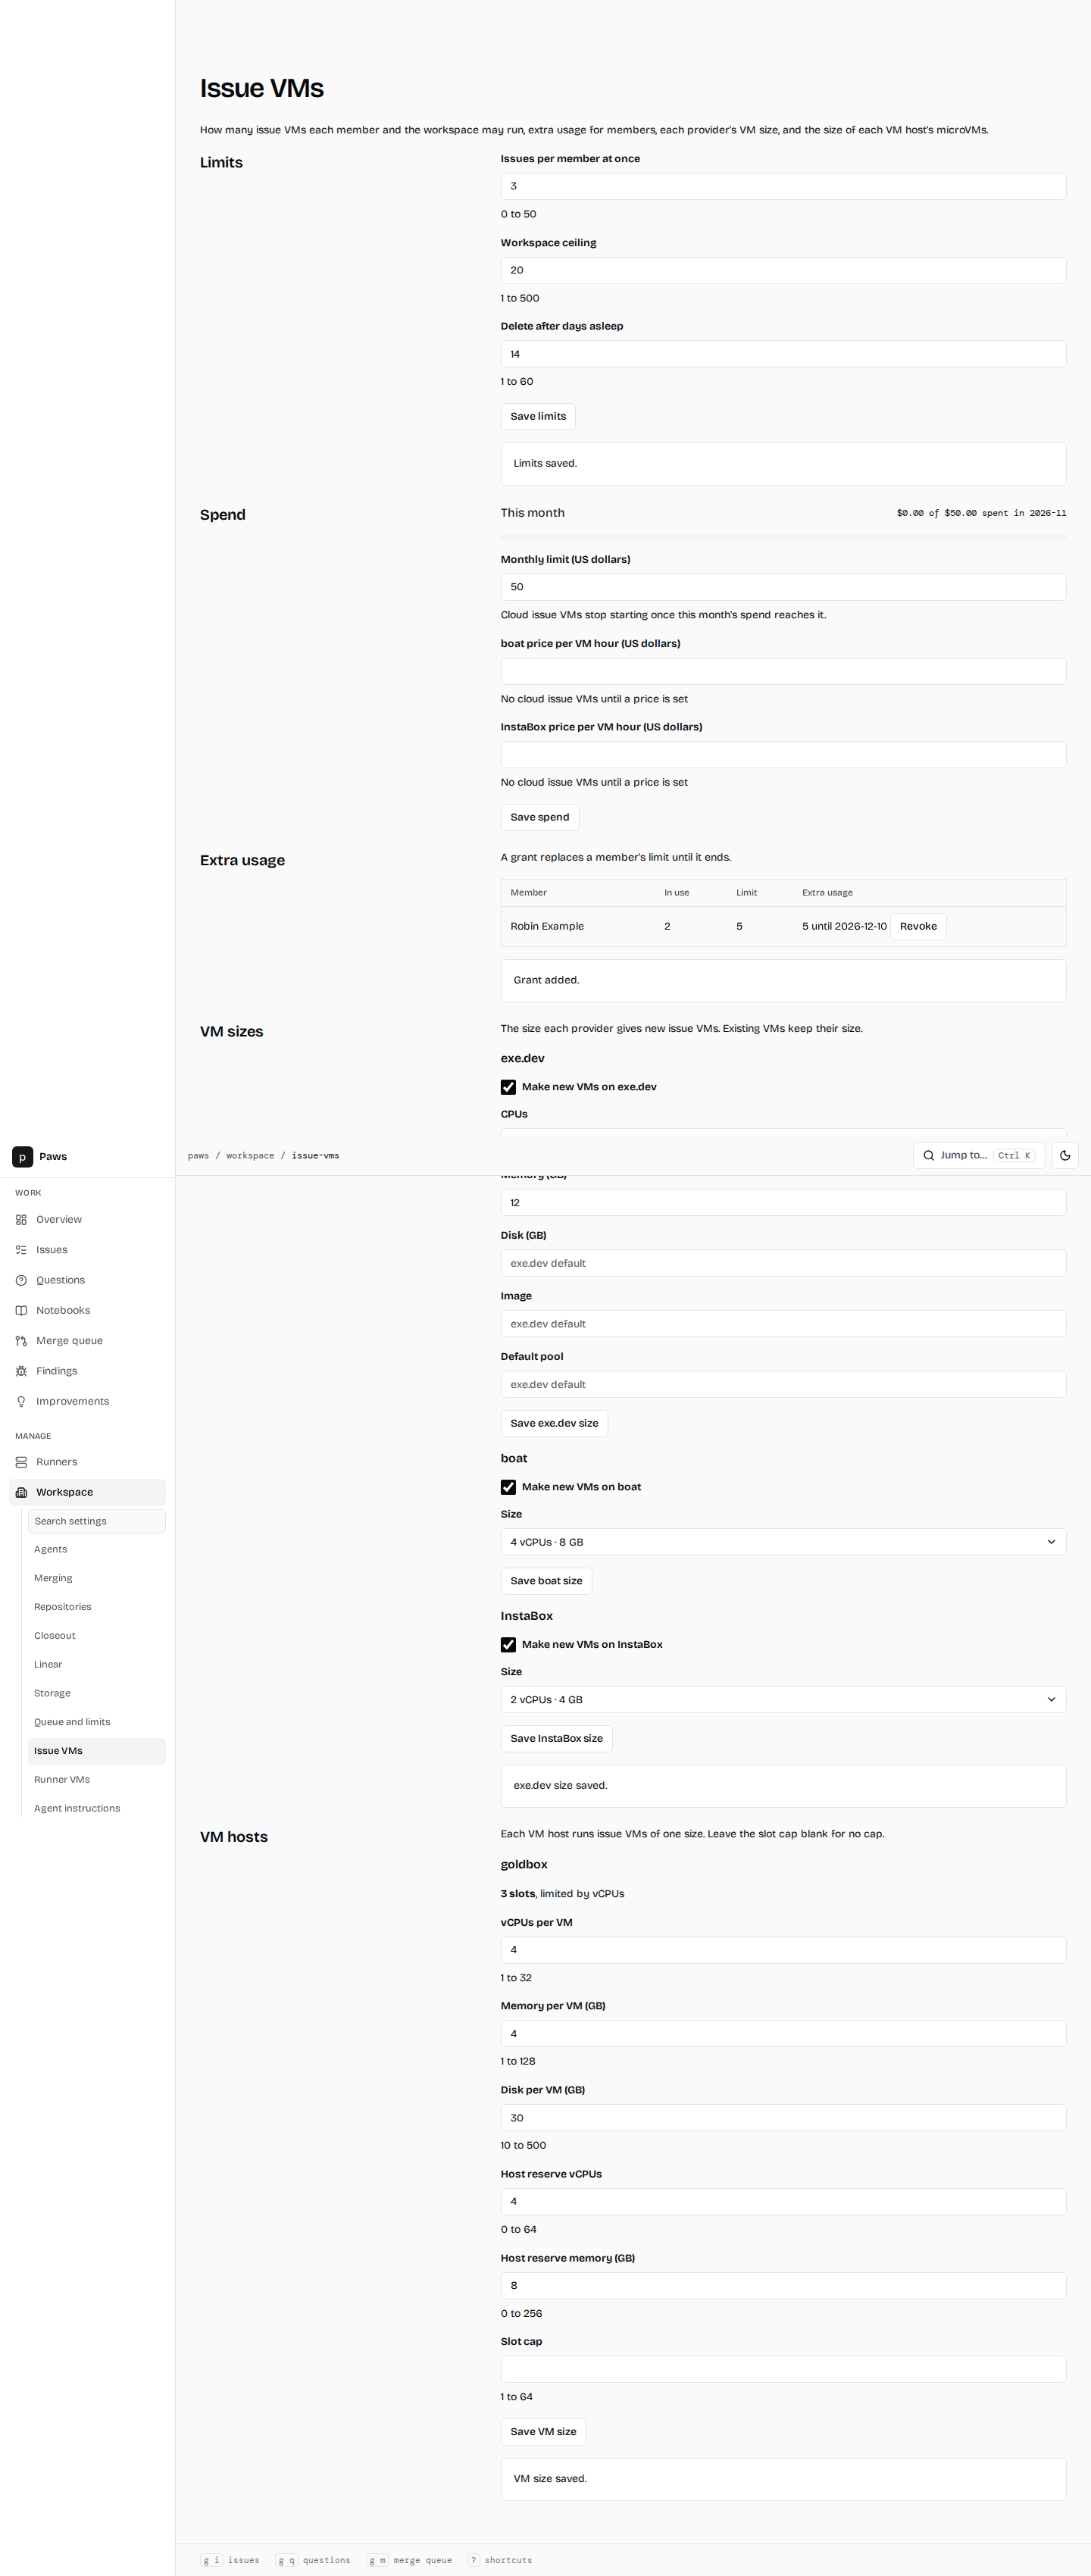 Issue VMs
How many issue VMs each member and the workspace may run, extra usage for members, each provider's VM size, and the size of each VM host's microVMs.
Limits
Issues per member at once
3
0 to 50
Workspace ceiling
20
1 to 500
Delete after days asleep
14
1 to 60
Save limits
Limits saved.
Spend
This month
$0.00 of $50.00 spent in 2026-11
Monthly limit (US dollars)
50
Cloud issue VMs stop starting once this month's spend reaches it.
boat price per VM hour (US dollars)
No cloud issue VMs until a price is set
InstaBox price per VM hour (US dollars)
No cloud issue VMs until a price is set
Save spend
Extra usage
A grant replaces a member's limit until it ends.
Member In use Limit Extra usage
Robin Example 2 5 5 until 2026-12-10 Revoke
Grant added.
VM sizes
The size each provider gives new issue VMs. Existing VMs keep their size.
exe.dev
Make new VMs on exe.dev
CPUs
p Paws
paws / workspace / issue-vms
Jump to... Ctrl K
WORK
Overview
Issues
Questions
Notebooks
Merge queue
Findings
Improvements
MANAGE
Runners
Workspace
Search settings
Agents
Merging
Repositories
Closeout
Linear
Storage
Queue and limits
Issue VMs
Runner VMs
Agent instructions
Memory (GB)
12
Disk (GB)
exe.dev default
Image
exe.dev default
Default pool
exe.dev default
Save exe.dev size
boat
Make new VMs on boat
Size
4 vCPUs · 8 GB
Save boat size
InstaBox
Make new VMs on InstaBox
Size
2 vCPUs · 4 GB
Save InstaBox size
exe.dev size saved.
VM hosts
Each VM host runs issue VMs of one size. Leave the slot cap blank for no cap.
goldbox
3 slots, limited by vCPUs
vCPUs per VM
4
1 to 32
Memory per VM (GB)
4
1 to 128
Disk per VM (GB)
30
10 to 500
Host reserve vCPUs
4
0 to 64
Host reserve memory (GB)
8
0 to 256
Slot cap
1 to 64
Save VM size
VM size saved.
g i issues g q questions g m merge queue ? shortcuts